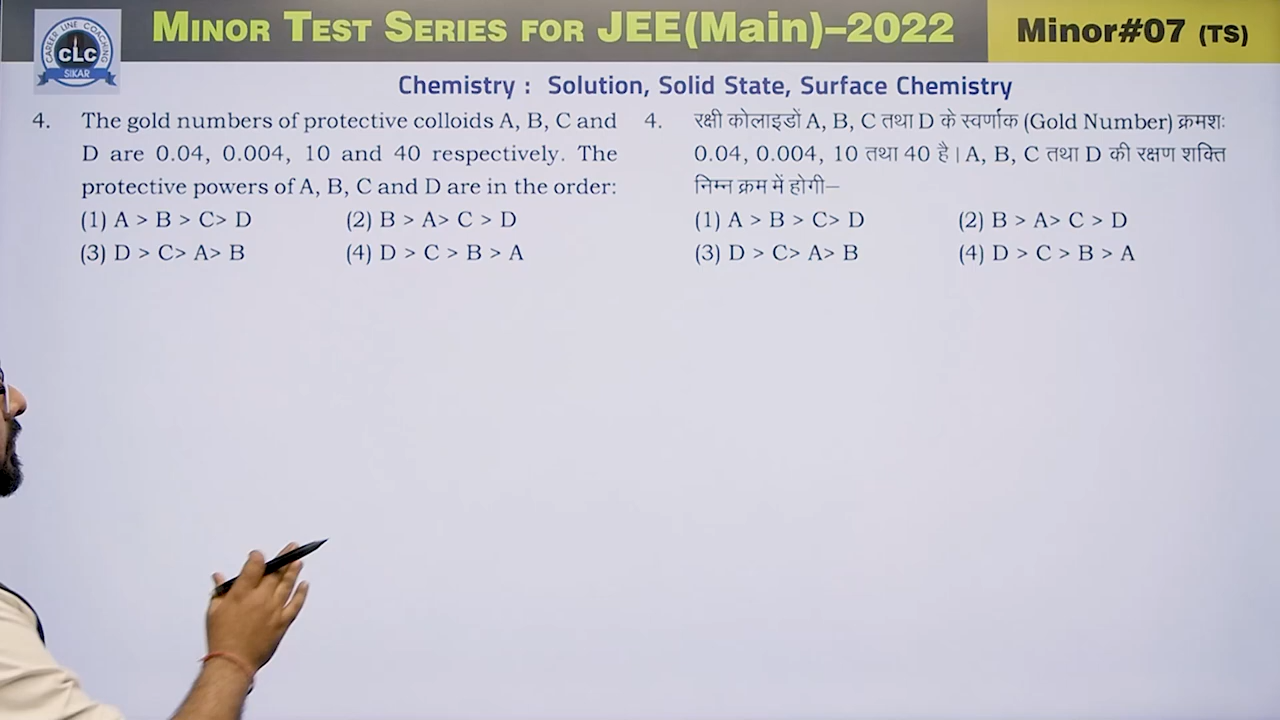 MINOR TEST SERIES FOR JEE(MAIN)–2022
Minor#07 (TS)
CAREER LINE COACHING
CLC
SIKAR
Chemistry : Solution, Solid State, Surface Chemistry
4. The gold numbers of protective colloids A, B, C and
D are 0.04, 0.004, 10 and 40 respectively. The
protective powers of A, B, C and D are in the order:
(1) A > B > C> D (2) B > A> C > D
(3) D > C> A> B (4) D > C > B > A
4. रक्षी कोलाइडों A, B, C तथा D के स्वर्णांक (Gold Number) क्रमशः
0.04, 0.004, 10 तथा 40 है। A, B, C तथा D की रक्षण शक्ति
निम्न क्रम में होगी–
(1) A > B > C> D (2) B > A> C > D
(3) D > C> A> B (4) D > C > B > A